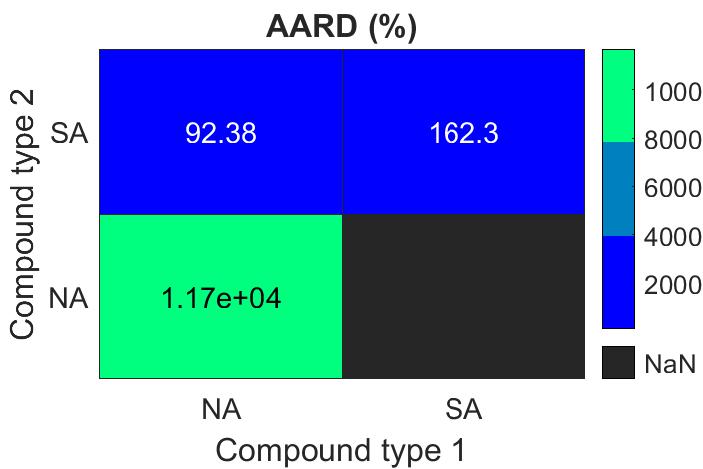 AARD (%)
Compound type 2
SA
92.38
162.3
NA
1.17e+04
NA
SA
Compound type 1
1000
8000
6000
4000
2000
NaN